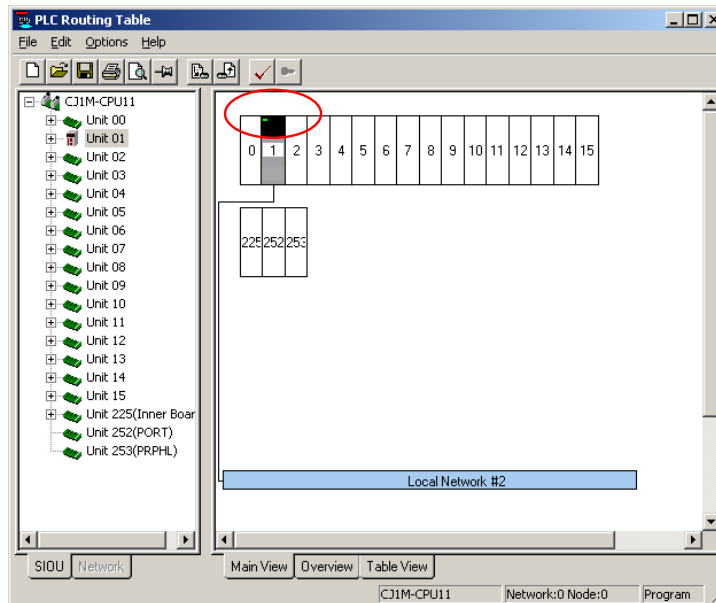 PLC Routing Table
File Edit Options Help
CJ1M-CPU11
Unit 00
Unit 01
Unit 02
Unit 03
Unit 04
Unit 05
Unit 06
Unit 07
Unit 08
Unit 09
Unit 10
Unit 11
Unit 12
Unit 13
Unit 14
Unit 15
Unit 225(Inner Boar
Unit 252(PORT)
Unit 253(PRPHL)
0 1 2 3 4 5 6 7 8 9 10 11 12 13 14 15
225 252 253
Local Network #2
SIOU Network
Main View Overview Table View
CJ1M-CPU11 Network:0 Node:0 Program